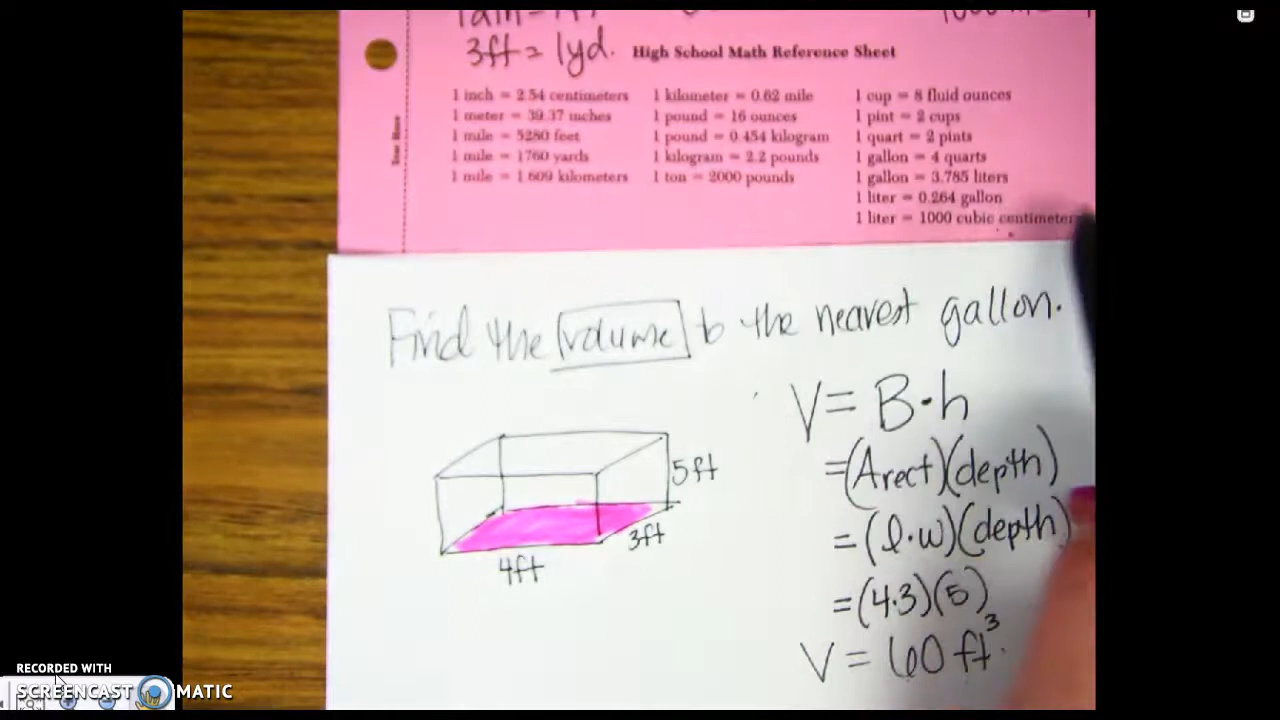 3ft = 1yd.
High School Math Reference Sheet
1 inch = 2.54 centimeters
1 meter = 39.37 inches
1 mile = 5280 feet
1 mile = 1760 yards
1 mile = 1.609 kilometers
1 kilometer = 0.62 mile
1 pound = 16 ounces
1 pound = 0.454 kilogram
1 kilogram = 2.2 pounds
1 ton = 2000 pounds
1 cup = 8 fluid ounces
1 pint = 2 cups
1 quart = 2 pints
1 gallon = 4 quarts
1 gallon = 3.785 liters
1 liter = 0.264 gallon
1 liter = 1000 cubic centimeters
Find the volume to the nearest gallon.
5ft
3ft
4ft
V = B·h
=(Arect)(depth)
=(l·w)(depth)
=(4·3)(5)
V = 60 ft³.
RECORDED WITH
SCREENCAST MATIC